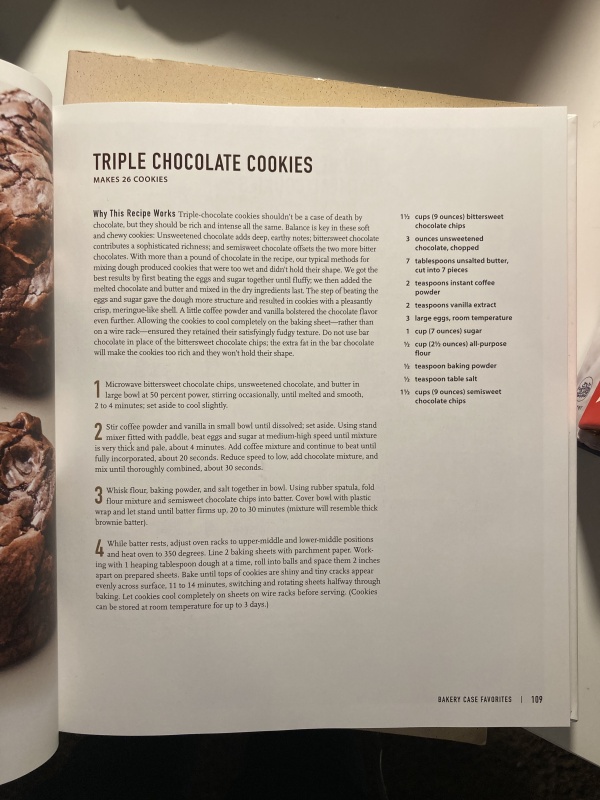 TRIPLE CHOCOLATE COOKIES
MAKES 26 COOKIES
Why This Recipe Works Triple-chocolate cookies shouldn't be a case of death by
chocolate, but they should be rich and intense all the same. Balance is key in these soft
and chewy cookies: Unsweetened chocolate adds deep, earthy notes; bittersweet chocolate
contributes a sophisticated richness; and semisweet chocolate offsets the two more bitter
chocolates. With more than a pound of chocolate in the recipe, our typical methods for
mixing dough produced cookies that were too wet and didn't hold their shape. We got the
best results by first beating the eggs and sugar together until fluffy; we then added the
melted chocolate and butter and mixed in the dry ingredients last. The step of beating the
eggs and sugar gave the dough more structure and resulted in cookies with a pleasantly
crisp, meringue-like shell. A little coffee powder and vanilla bolstered the chocolate flavor
even further. Allowing the cookies to cool completely on the baking sheet—rather than
on a wire rack—ensured they retained their satisfyingly fudgy texture. Do not use bar
chocolate in place of the bittersweet chocolate chips; the extra fat in the bar chocolate
will make the cookies too rich and they won't hold their shape.
1 Microwave bittersweet chocolate chips, unsweetened chocolate, and butter in
large bowl at 50 percent power, stirring occasionally, until melted and smooth,
2 to 4 minutes; set aside to cool slightly.
2 Stir coffee powder and vanilla in small bowl until dissolved; set aside. Using stand
mixer fitted with paddle, beat eggs and sugar at medium-high speed until mixture
is very thick and pale, about 4 minutes. Add coffee mixture and continue to beat until
fully incorporated, about 20 seconds. Reduce speed to low, add chocolate mixture, and
mix until thoroughly combined, about 30 seconds.
3 Whisk flour, baking powder, and salt together in bowl. Using rubber spatula, fold
flour mixture and semisweet chocolate chips into batter. Cover bowl with plastic
wrap and let stand until batter firms up, 20 to 30 minutes (mixture will resemble thick
brownie batter).
4 While batter rests, adjust oven racks to upper-middle and lower-middle positions
and heat oven to 350 degrees. Line 2 baking sheets with parchment paper. Work-
ing with 1 heaping tablespoon dough at a time, roll into balls and space them 2 inches
apart on prepared sheets. Bake until tops of cookies are shiny and tiny cracks appear
evenly across surface, 11 to 14 minutes, switching and rotating sheets halfway through
baking. Let cookies cool completely on sheets on wire racks before serving. (Cookies
can be stored at room temperature for up to 3 days.)
1½ cups (9 ounces) bittersweet
chocolate chips
3 ounces unsweetened
chocolate, chopped
7 tablespoons unsalted butter,
cut into 7 pieces
2 teaspoons instant coffee
powder
2 teaspoons vanilla extract
3 large eggs, room temperature
1 cup (7 ounces) sugar
½ cup (2½ ounces) all-purpose
flour
½ teaspoon baking powder
½ teaspoon table salt
1½ cups (9 ounces) semisweet
chocolate chips
BAKERY CASE FAVORITES | 109